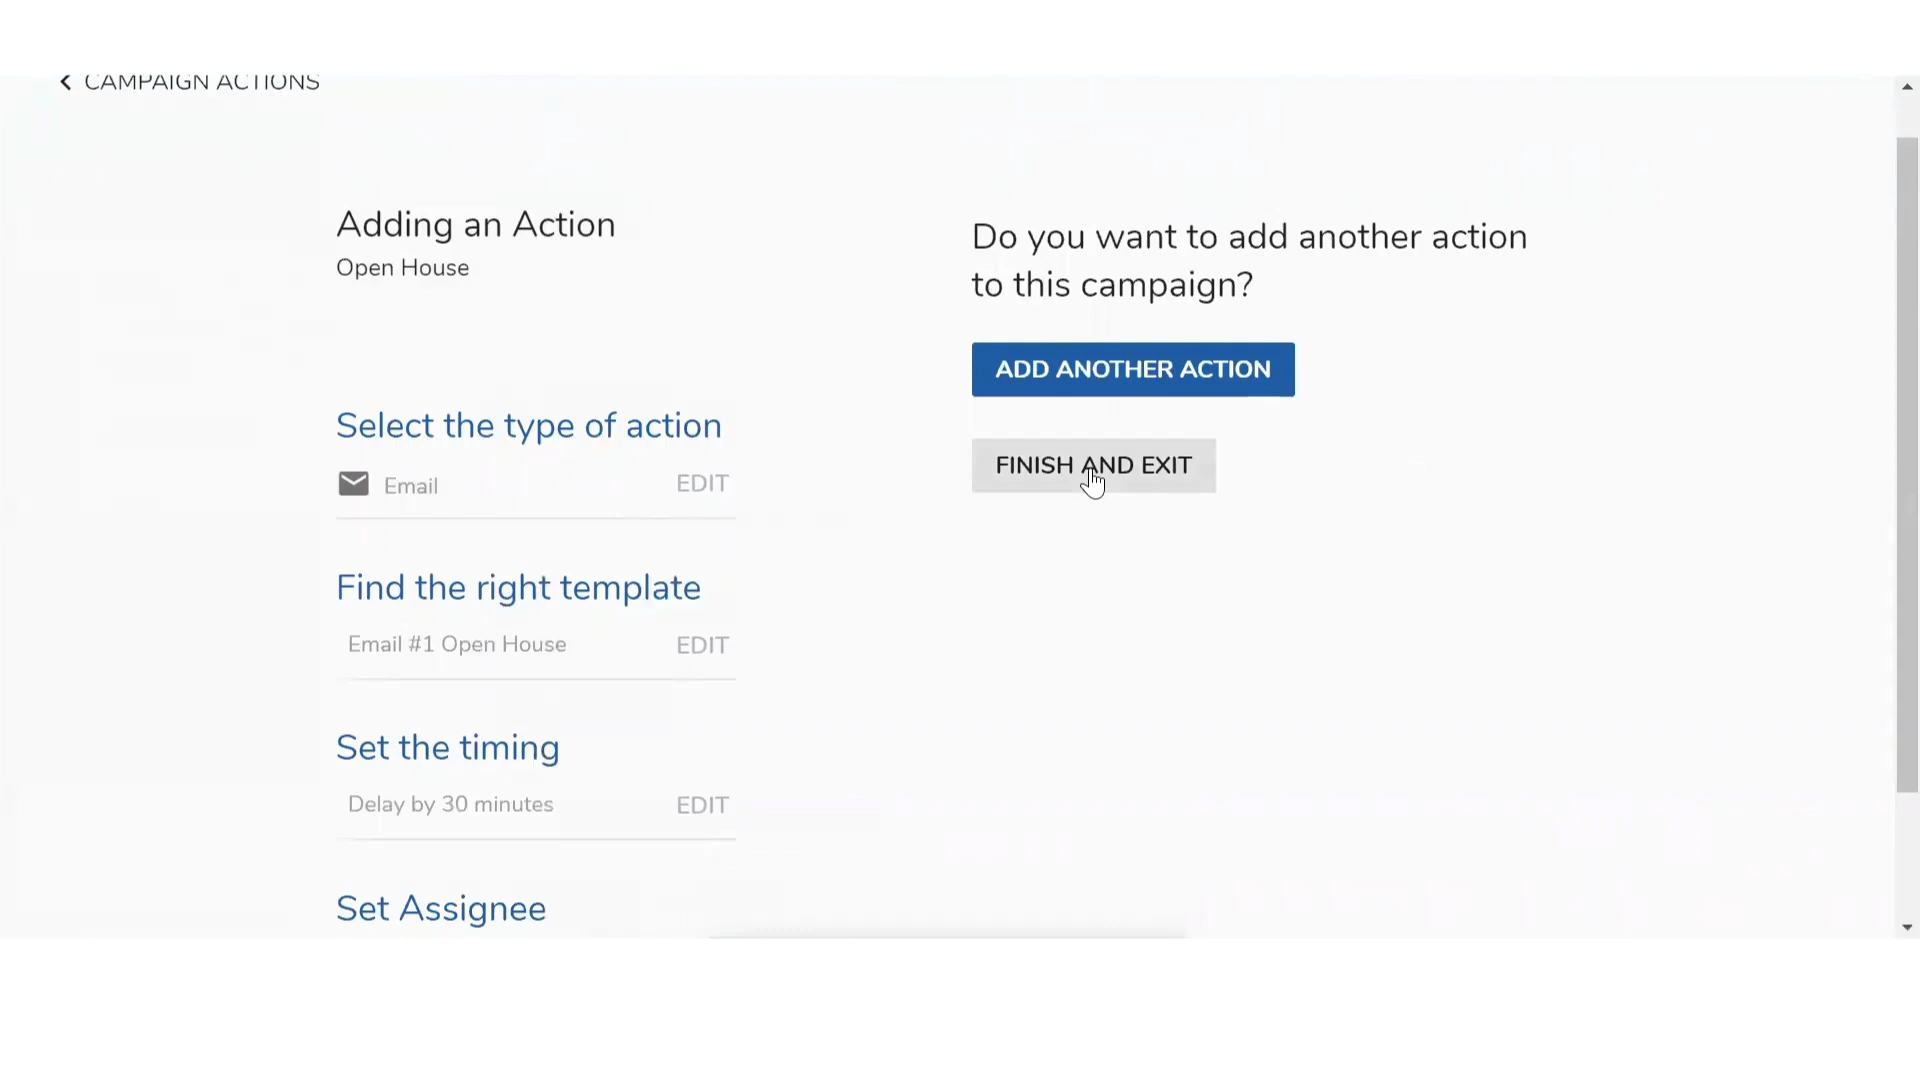 CAMPAIGN ACTIONS
Adding an Action
Open House
Select the type of action
Email EDIT
Find the right template
Email #1 Open House EDIT
Set the timing
Delay by 30 minutes EDIT
Set Assignee
Do you want to add another action
to this campaign?
ADD ANOTHER ACTION
FINISH AND EXIT